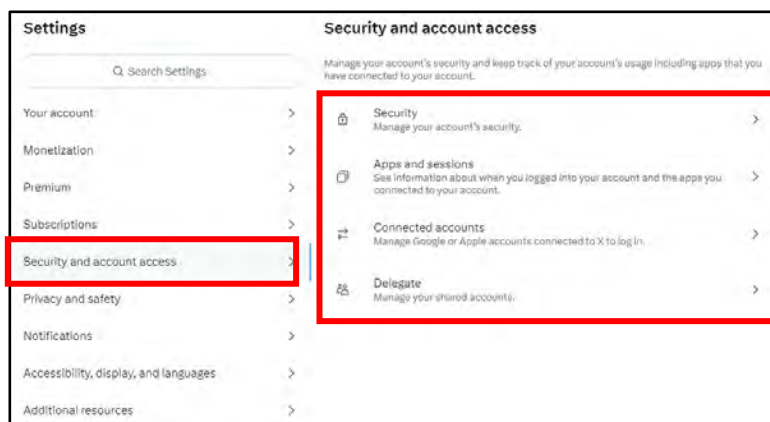 Settings
Search Settings
Your account
Monetization
Premium
Subscriptions
Security and account access
Privacy and safety
Notifications
Accessibility, display, and languages
Additional resources
Security and account access
Manage your account's security and keep track of your account's usage including apps that you
have connected to your account.
Security
Manage your account's security.
Apps and sessions
See information about when you logged into your account and the apps you
connected to your account.
Connected accounts
Manage Google or Apple accounts connected to X to log in.
Delegate
Manage your shared accounts.